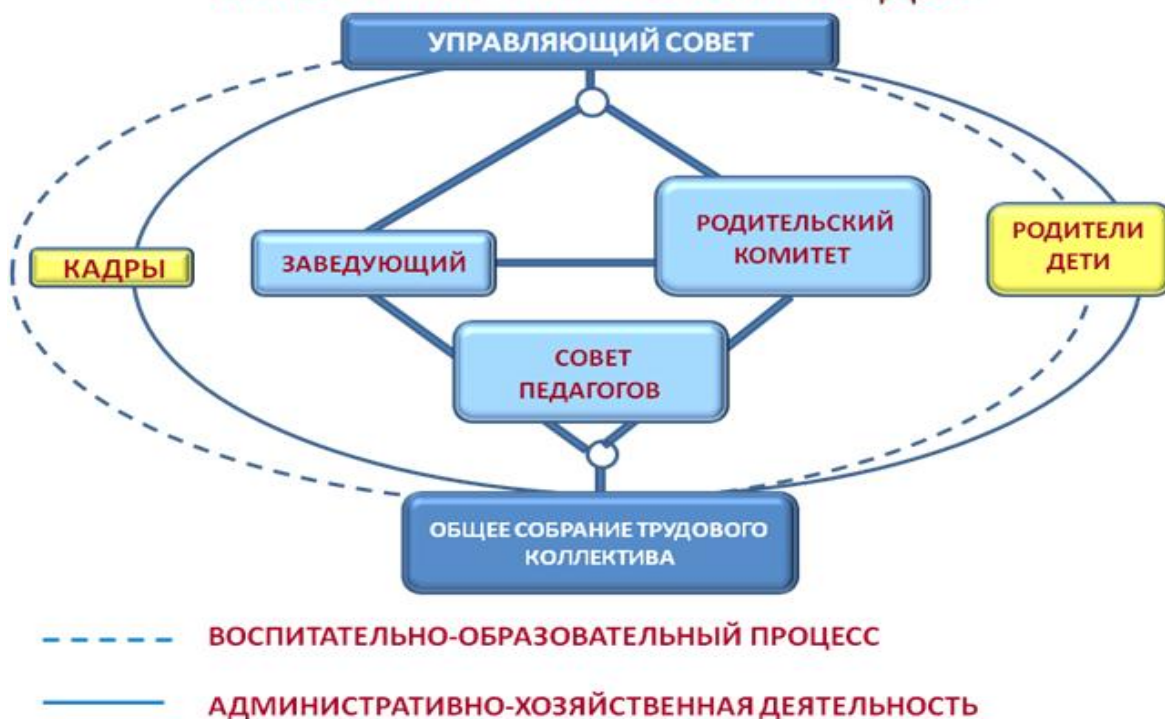 УПРАВЛЯЮЩИЙ СОВЕТ
РОДИТЕЛЬСКИЙ
КОМИТЕТ
РОДИТЕЛИ
ДЕТИ
КАДРЫ
ЗАВЕДУЮЩИЙ
СОВЕТ
ПЕДАГОГОВ
ОБЩЕЕ СОБРАНИЕ ТРУДОВОГО
КОЛЛЕКТИВА
ВОСПИТАТЕЛЬНО-ОБРАЗОВАТЕЛЬНЫЙ ПРОЦЕСС
АДМИНИСТРАТИВНО-ХОЗЯЙСТВЕННАЯ ДЕЯТЕЛЬНОСТЬ